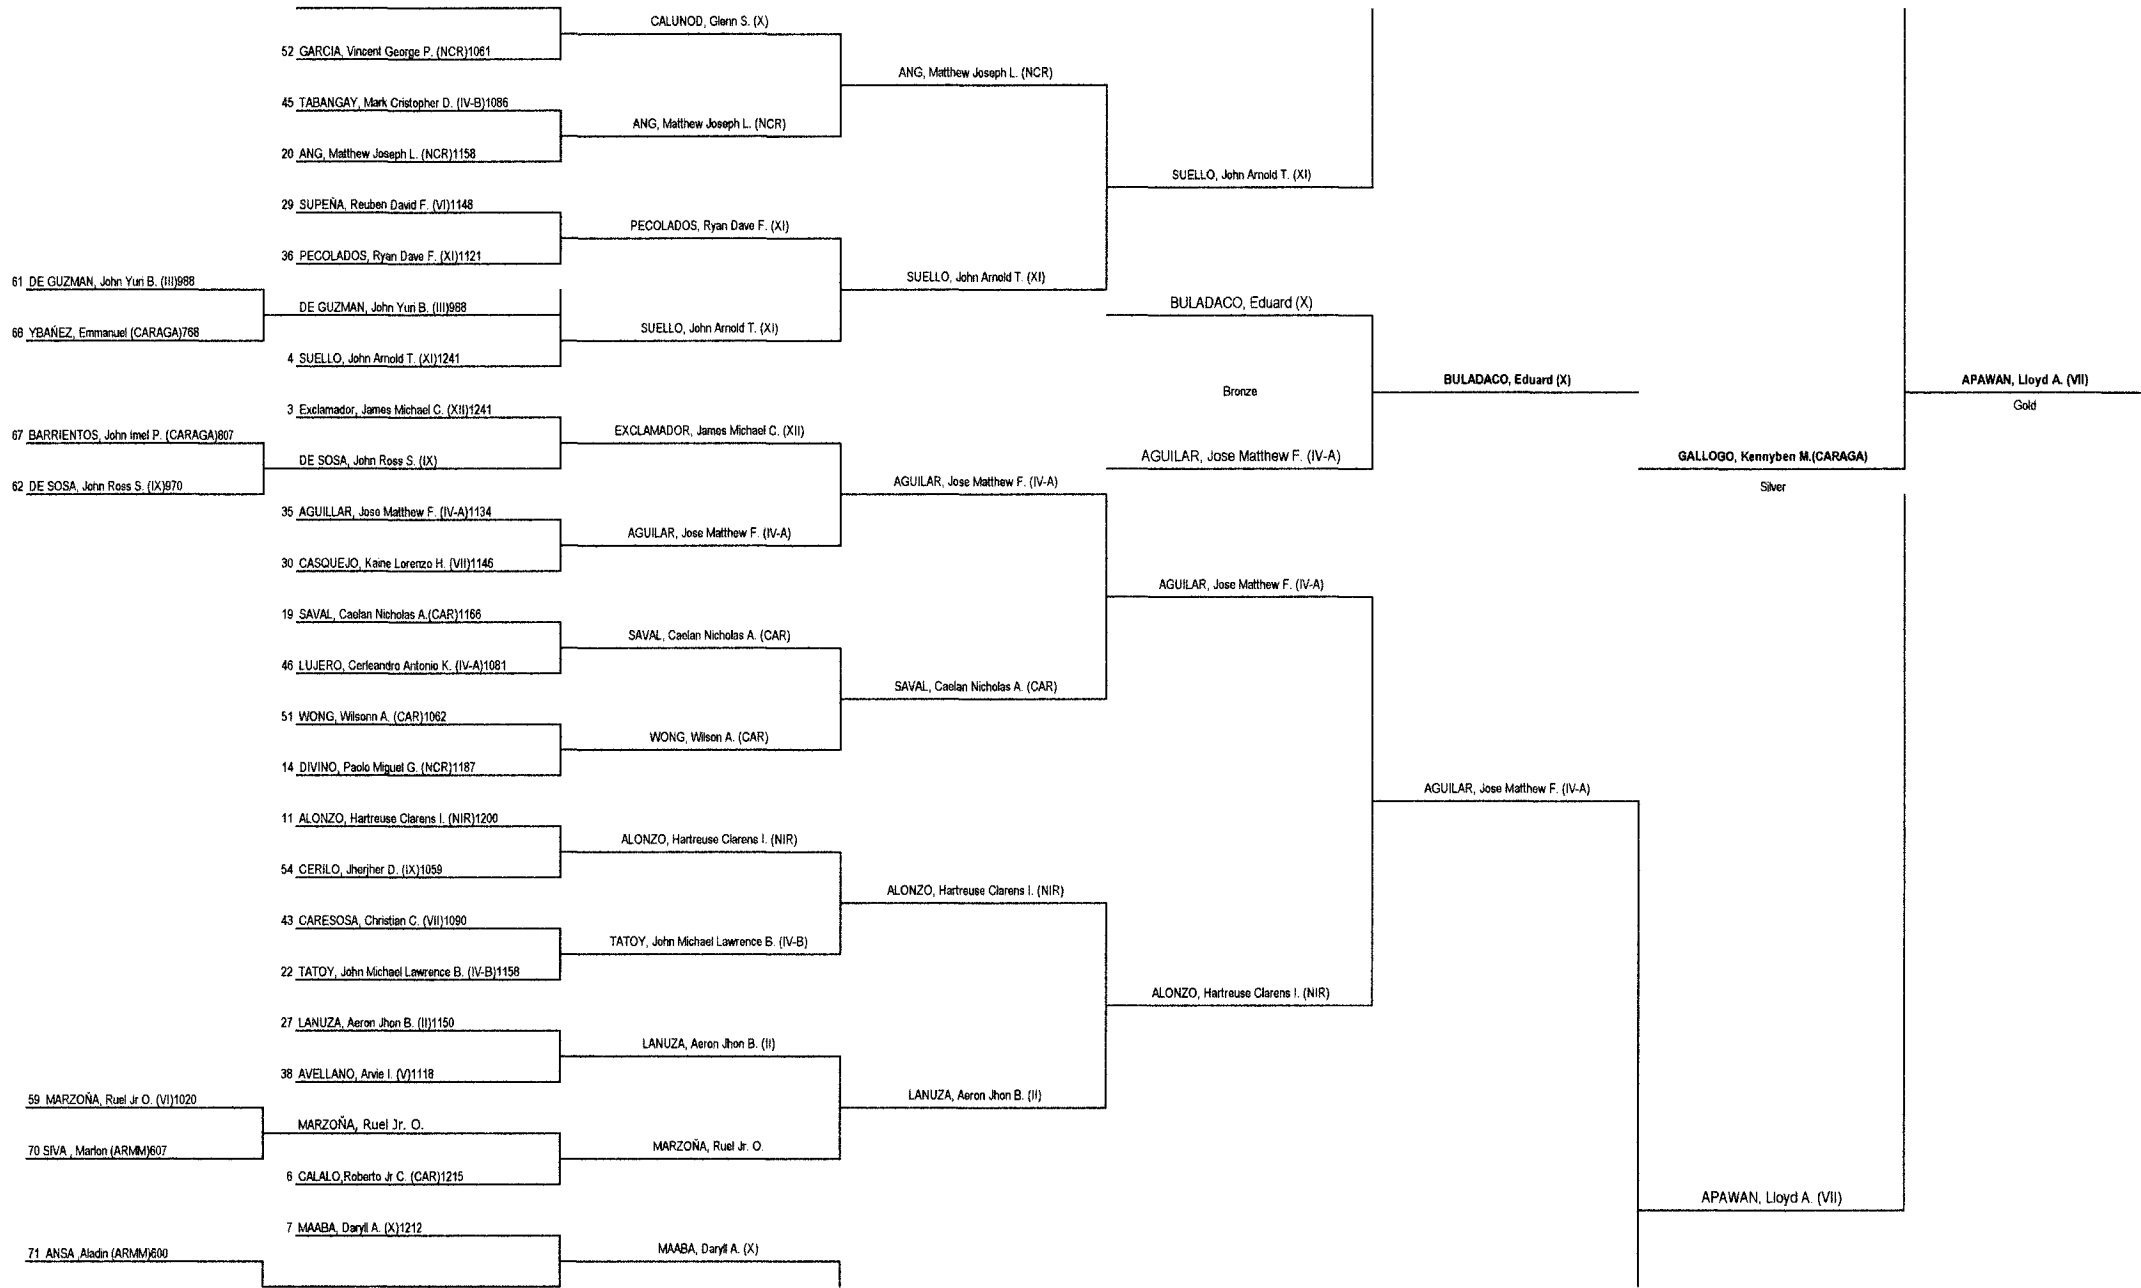 CALUNOD, Glenn S. (X)
52 GARCIA, Vincent George P. (NCR)1061
ANG, Matthew Joseph L. (NCR)
45 TABANGAY, Mark Cristopher D. (IV-B)1086
ANG, Matthew Joseph L. (NCR)
20 ANG, Matthew Joseph L. (NCR)1158
SUELLO, John Arnold T. (XI)
29 SUPEÑA, Reuben David F. (VI)1148
PECOLADOS, Ryan Dave F. (XI)
36 PECOLADOS, Ryan Dave F. (XI)1121
SUELLO, John Arnold T. (XI)
61 DE GUZMAN, John Yuri B. (III)988
DE GUZMAN, John Yuri B. (III)988
BULADACO, Eduard (X)
66 YBAÑEZ, Emmanuel (CARAGA)768
SUELLO, John Arnold T. (XI)
4 SUELLO, John Arnold T. (XI)1241
BULADACO, Eduard (X)
APAWAN, Lloyd A. (VII)
Bronze
Gold
3 Exclamador, James Michael C. (XII)1241
67 BARRIENTOS, John Imel P. (CARAGA)807
EXCLAMADOR, James Michael C. (XII)
DE SOSA, John Ross S. (IX)
AGUILAR, Jose Matthew F. (IV-A)
GALLOGO, Kennyben M.(CARAGA)
62 DE SOSA, John Ross S. (IX)970
AGUILAR, Jose Matthew F. (IV-A)
Silver
35 AGUILLAR, Jose Matthew F. (IV-A)1134
AGUILAR, Jose Matthew F. (IV-A)
30 CASQUEJO, Kaine Lorenzo H. (VII)1146
AGUILAR, Jose Matthew F. (IV-A)
19 SAVAL, Caelan Nicholas A.(CAR)1166
SAVAL, Caelan Nicholas A. (CAR)
46 LUJERO, Cerleandro Antonio K. (IV-A)1081
SAVAL, Caelan Nicholas A. (CAR)
51 WONG, Wilsonn A. (CAR)1062
WONG, Wilson A. (CAR)
14 DIVINO, Paolo Miguel G. (NCR)1187
AGUILAR, Jose Matthew F. (IV-A)
11 ALONZO, Hartreuse Clarens I. (NIR)1200
ALONZO, Hartreuse Clarens I. (NIR)
54 CERILO, Jherjher D. (IX)1059
ALONZO, Hartreuse Clarens I. (NIR)
43 CARESOSA, Christian C. (VII)1090
TATOY, John Michael Lawrence B. (IV-B)
22 TATOY, John Michael Lawrence B. (IV-B)1158
ALONZO, Hartreuse Clarens I. (NIR)
27 LANUZA, Aeron Jhon B. (II)1150
LANUZA, Aeron Jhon B. (II)
38 AVELLANO, Arvie I. (V)1118
59 MARZOÑA, Ruel Jr O. (VI)1020
LANUZA, Aeron Jhon B. (II)
MARZOÑA, Ruel Jr. O.
70 SIVA , Marlon (ARMM)607
MARZOÑA, Ruel Jr. O.
6 CALALO,Roberto Jr C. (CAR)1215
APAWAN, Lloyd A. (VII)
7 MAABA, Daryll A. (X)1212
71 ANSA ,Aladin (ARMM)600
MAABA, Daryll A. (X)